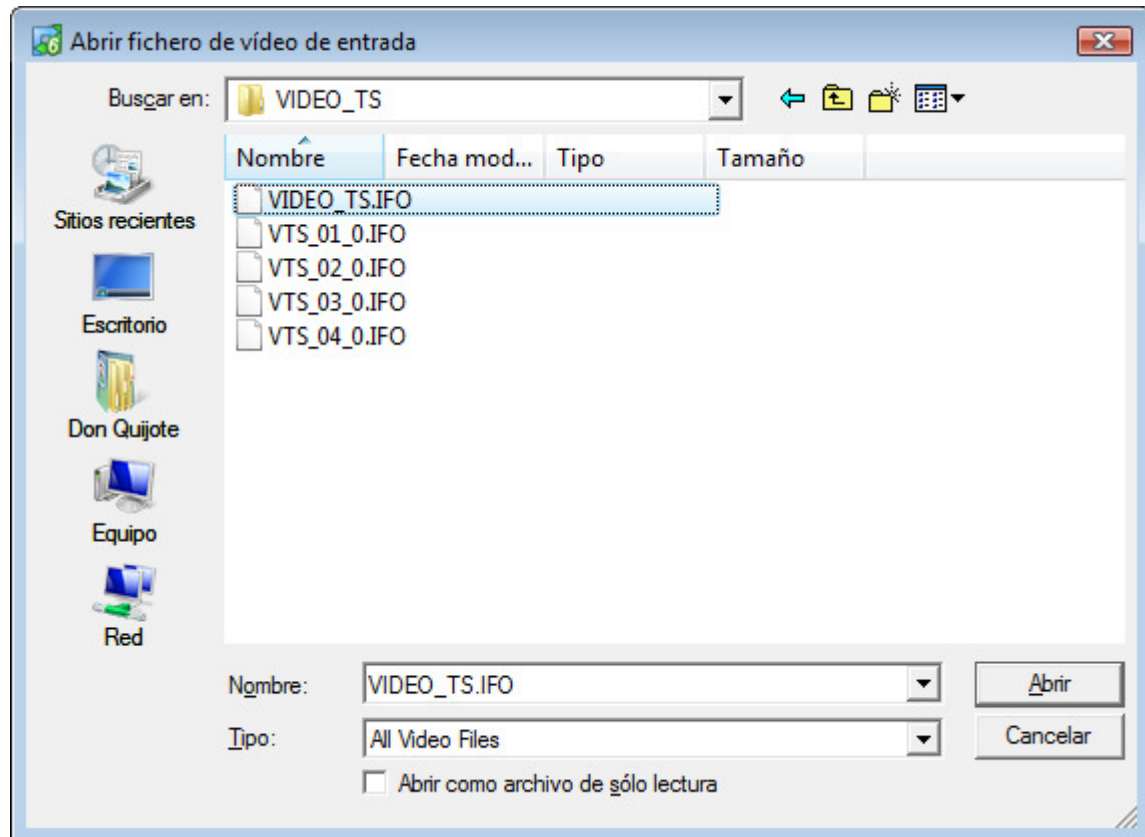 Abrir fichero de vídeo de entrada
Buscar en: VIDEO_TS
Nombre Fecha mod... Tipo Tamaño
VIDEO_TS.IFO
VTS_01_0.IFO
VTS_02_0.IFO
VTS_03_0.IFO
VTS_04_0.IFO
Sitios recientes
Escritorio
Don Quijote
Equipo
Red
Nombre: VIDEO_TS.IFO Abrir
Tipo: All Video Files Cancelar
Abrir como archivo de sólo lectura